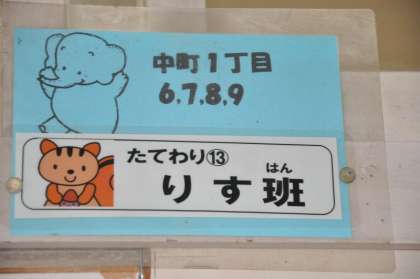 中町1丁目
6,7,8,9
たてわり⑬
はん
りす班